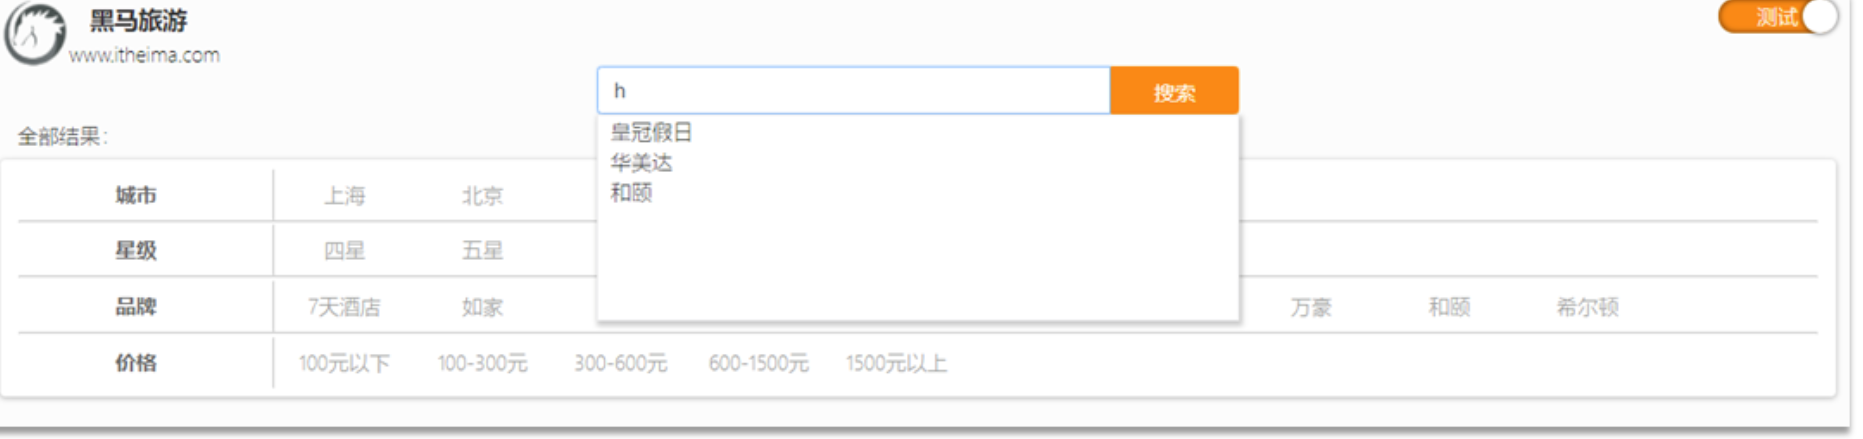 黑马旅游
www.itheima.com
测试
h 搜索
皇冠假日
华美达
和颐
全部结果:
城市 上海 北京
星级 四星 五星
品牌 7天酒店 如家 万豪 和颐 希尔顿
价格 100元以下 100-300元 300-600元 600-1500元 1500元以上